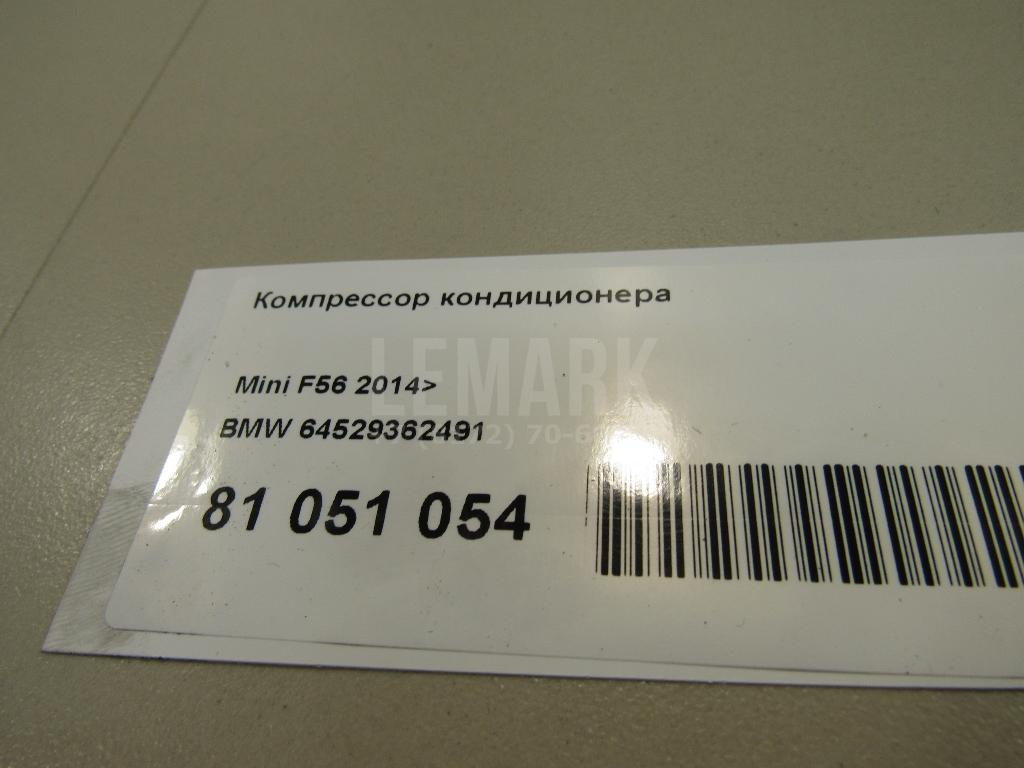 Компрессор кондиционера
LEMARK
Mini F56 2014>
BMW 64529362491
81 051 054